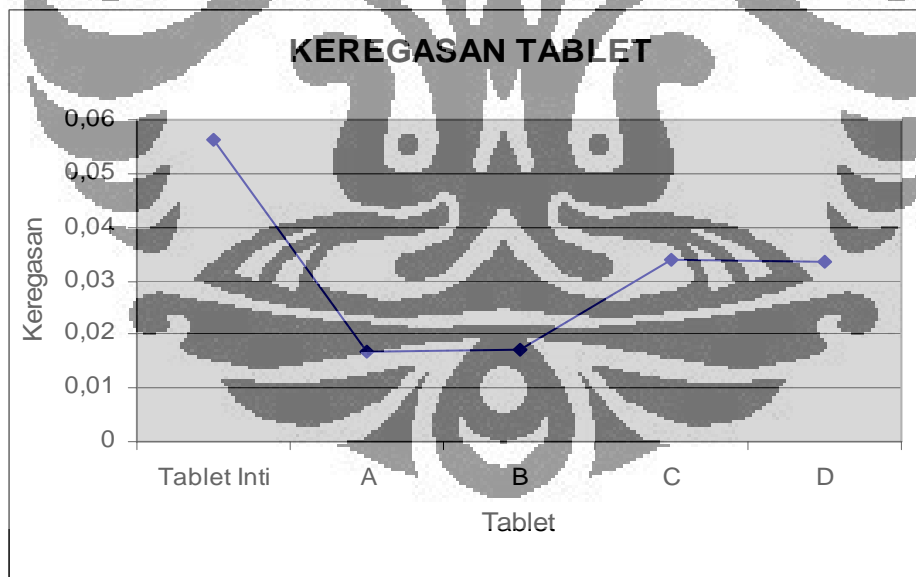 KEREGASAN TABLET
0,06
0,05
0,04
0,03
0,02
0,01
0
Keregasan
Tablet Inti A B C D
Tablet